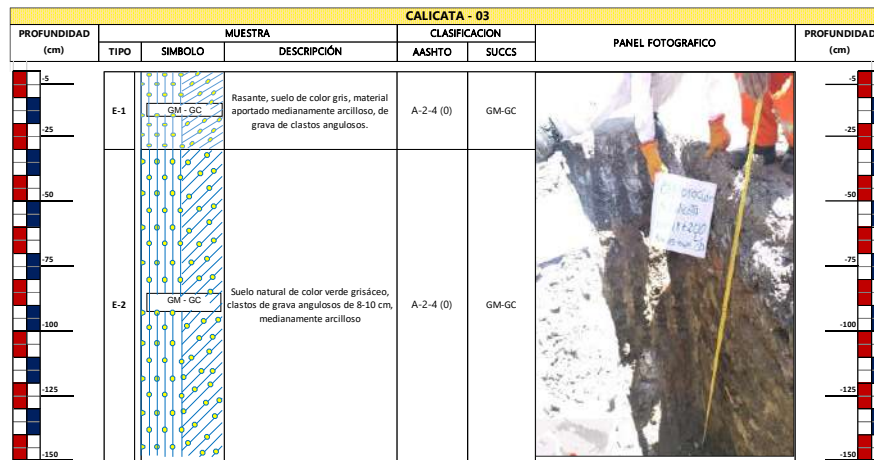 CALICATA - 03
PROFUNDIDAD (cm)
MUESTRA
CLASIFICACION
PANEL FOTOGRAFICO
PROFUNDIDAD (cm)
TIPO
SIMBOLO
DESCRIPCIÓN
AASHTO
SUCCS
-5
-25
-50
-75
-100
-125
-150
E-1
GM - GC
Rasante, suelo de color gris, material
aportado medianamente arcilloso, de
grava de clastos angulosos.
A-2-4 (0)
GM-GC
E-2
GM - GC
Suelo natural de color verde grisáceo,
clastos de grava angulosos de 8-10 cm,
medianamente arcilloso
A-2-4 (0)
GM-GC
-5
-25
-50
-75
-100
-125
-150